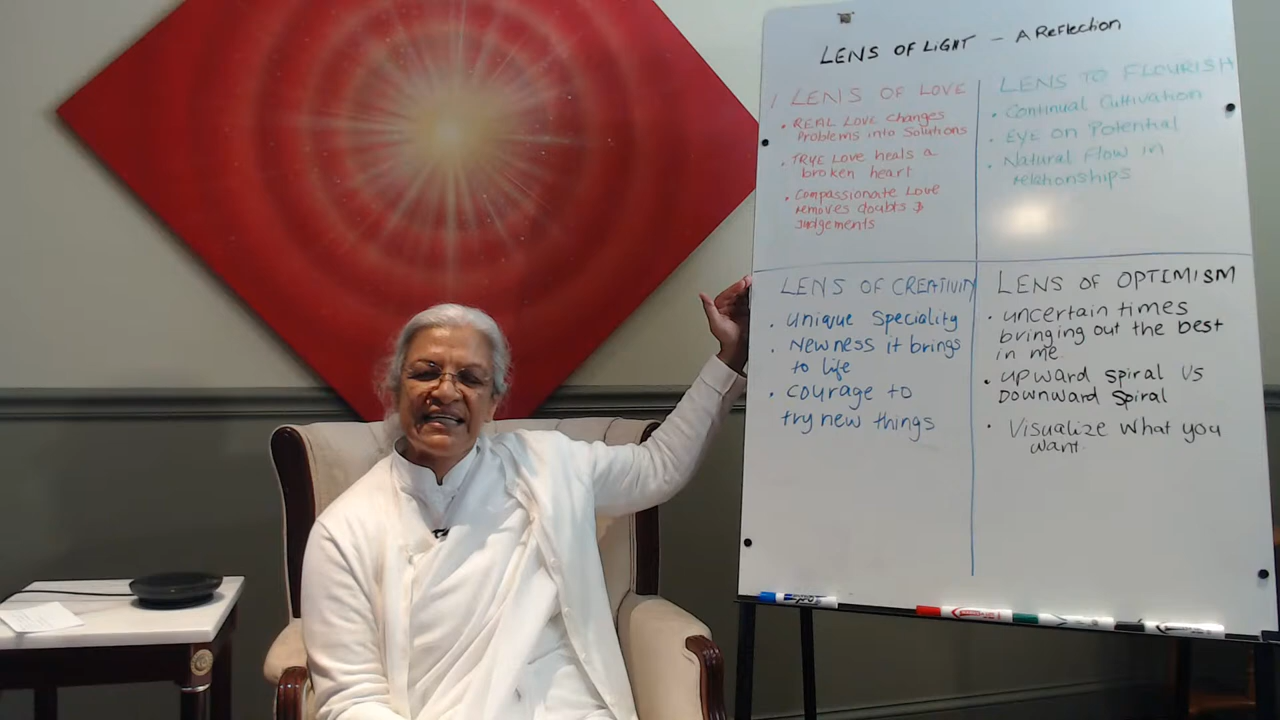 LENS OF LIGHT - A Reflection
1 LENS OF LOVE
• REAL LOVE Changes
Problems into Solutions
• TRYE LOVE heals a
broken heart
• Compassionate Love
removes doubts &
Judgements
LENS TO FLOURISH
• Continual Cultivation
• EYE on Potential
• Natural Flow in
relationships
LENS OF CREATIVITY
• Unique Speciality
• Newness it brings
to life
• Courage to
try new things
LENS OF OPTIMISM
• uncertain times
bringing out the best
in me.
• upward spiral VS
Downward Spiral
• Visualize what you
want.